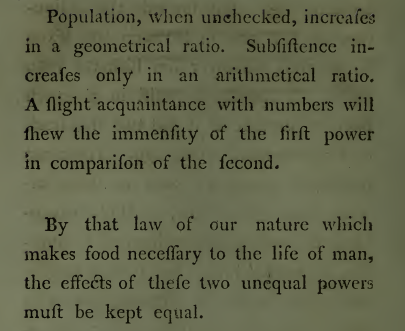 Population, when unchecked, increaſes
in a geometrical ratio. Subſiſtence in-
creaſes only in an arithmetical ratio.
A ſlight acquaintance with numbers will
ſhew the immenſity of the firſt power
in compariſon of the ſecond.
By that law of our nature which
makes food neceſſary to the life of man,
the effects of theſe two unequal powers
muſt be kept equal.